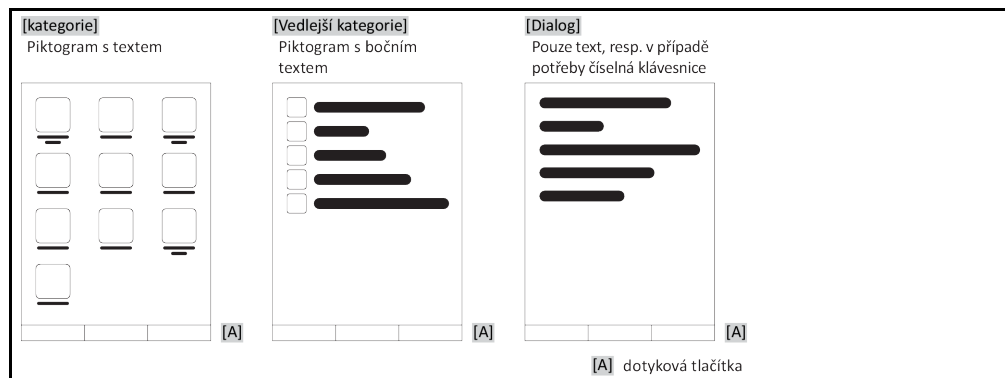 [kategorie]
Piktogram s textem
[Vedlejší kategorie]
Piktogram s bočním
textem
[Dialog]
Pouze text, resp. v případě
potřeby číselná klávesnice
[A]
[A]
[A]
[A] dotyková tlačítka